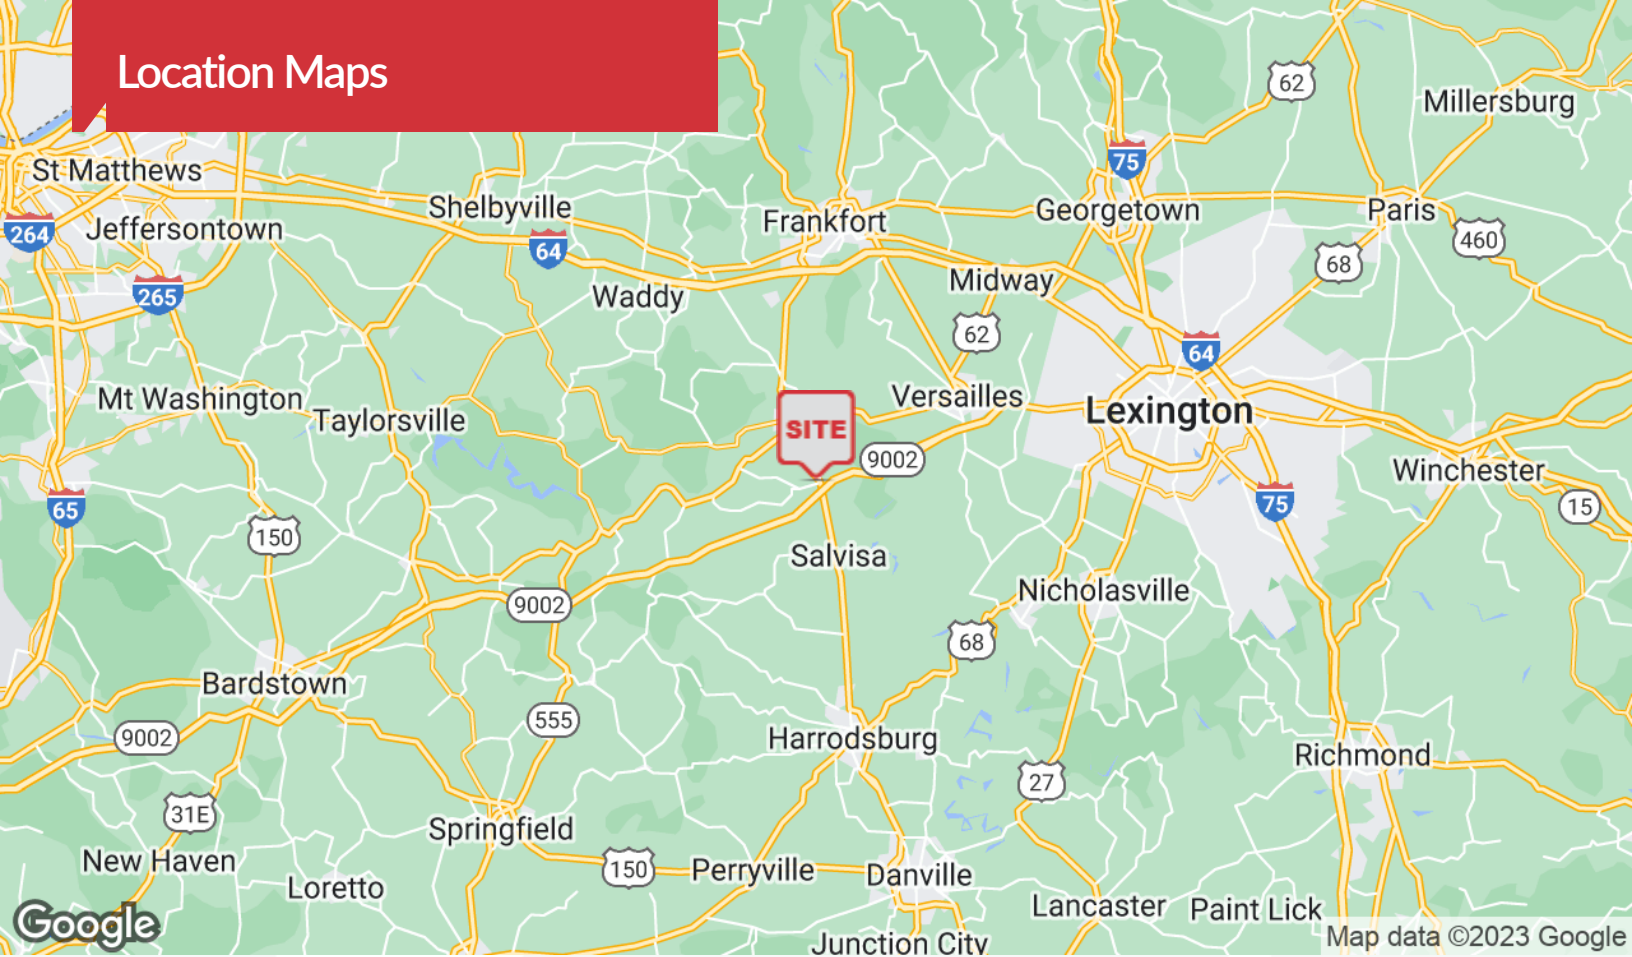 Location Maps
62
Millersburg
75
St Matthews
Shelbyville
Frankfort
Georgetown
Paris
264
Jeffersontown
64
460
68
265
Waddy
Midway
62
64
Mt Washington
Taylorsville
SITE
Versailles
Lexington
9002
Winchester
65
75
15
150
Salvisa
9002
Nicholasville
68
Bardstown
555
9002
Harrodsburg
Richmond
27
31E
Springfield
New Haven
150
Perryville
Danville
Loretto
Lancaster
Paint Lick
Google
Junction City
Map data ©2023 Google